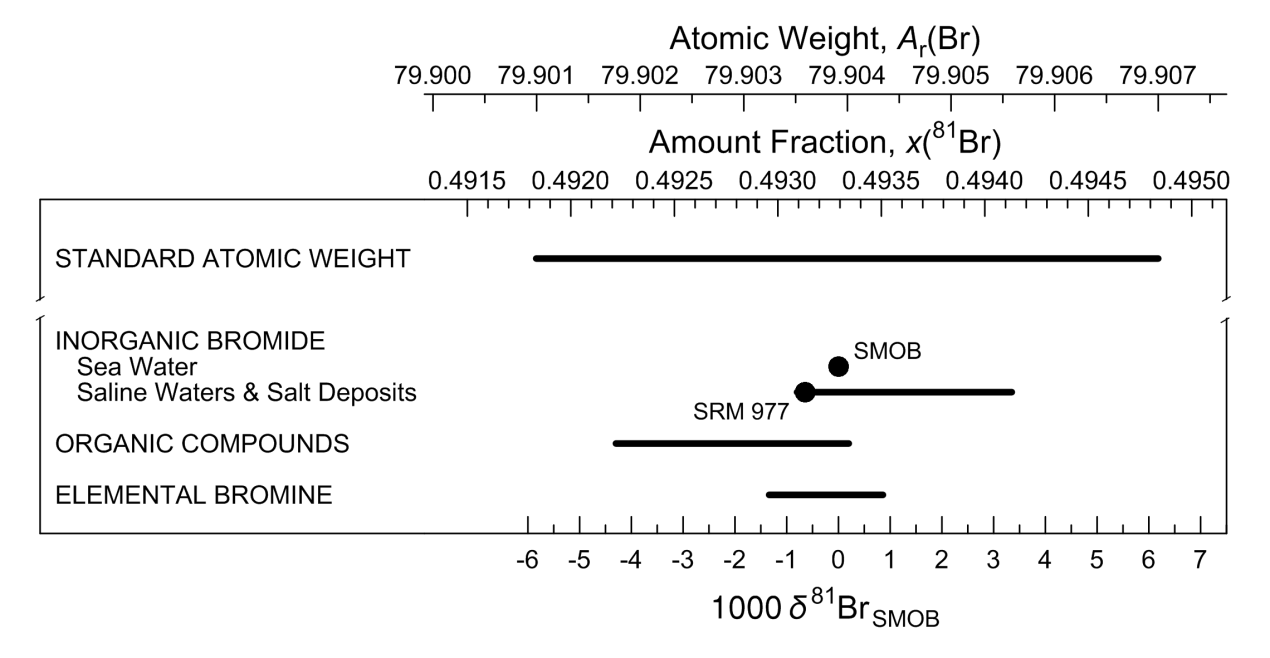 Atomic Weight, Ar(Br)
79.900 79.901 79.902 79.903 79.904 79.905 79.906 79.907
Amount Fraction, x(81Br)
0.4915 0.4920 0.4925 0.4930 0.4935 0.4940 0.4945 0.4950
STANDARD ATOMIC WEIGHT
INORGANIC BROMIDE
SMOB
Sea Water
Saline Waters & Salt Deposits
SRM 977
ORGANIC COMPOUNDS
ELEMENTAL BROMINE
-6 -5 -4 -3 -2 -1 0 1 2 3 4 5 6 7
1000 δ81BrSMOB